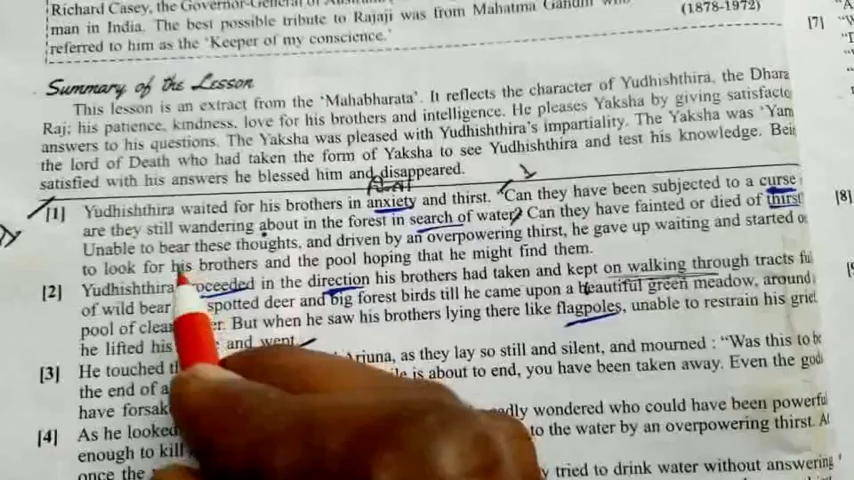 Richard Casey, the Governor-General of
man in India. The best possible tribute to Rajaji was from Mahatma Gandhi who
(1878-1972)
referred to him as the 'Keeper of my conscience.'
[7]
Summary of the Lesson
This lesson is an extract from the 'Mahabharata'. It reflects the character of Yudhishthira, the Dhara
Raj; his patience, kindness, love for his brothers and intelligence. He pleases Yaksha by giving satisfacto
answers to his questions. The Yaksha was pleased with Yudhishthira's impartiality. The Yaksha was 'Yam
the lord of Death who had taken the form of Yaksha to see Yudhishthira and test his knowledge. Bei
satisfied with his answers he blessed him and disappeared.
[1] Yudhishthira waited for his brothers in anxiety and thirst. "Can they have been subjected to a curse
are they still wandering about in the forest in search of water? Can they have fainted or died of thirst
[8]
Unable to bear these thoughts, and driven by an overpowering thirst, he gave up waiting and started o
to look for his brothers and the pool hoping that he might find them.
[2] Yudhishthira proceeded in the direction his brothers had taken and kept on walking through tracts ful
of wild bear spotted deer and big forest birds till he came upon a beautiful green meadow, around
pool of clear But when he saw his brothers lying there like flagpoles, unable to restrain his grie
he lifted his and went.
[3] He touched Arjuna, as they lay so still and silent, and mourned : "Was this to be
the end of is about to end, you have been taken away. Even the god
have forsak
[4] As he looked wondered who could have been powerful
enough to kill to the water by an overpowering thirst. A
once the tried to drink water without answering